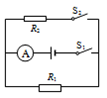 R₂ S₂
A S₁
R₁